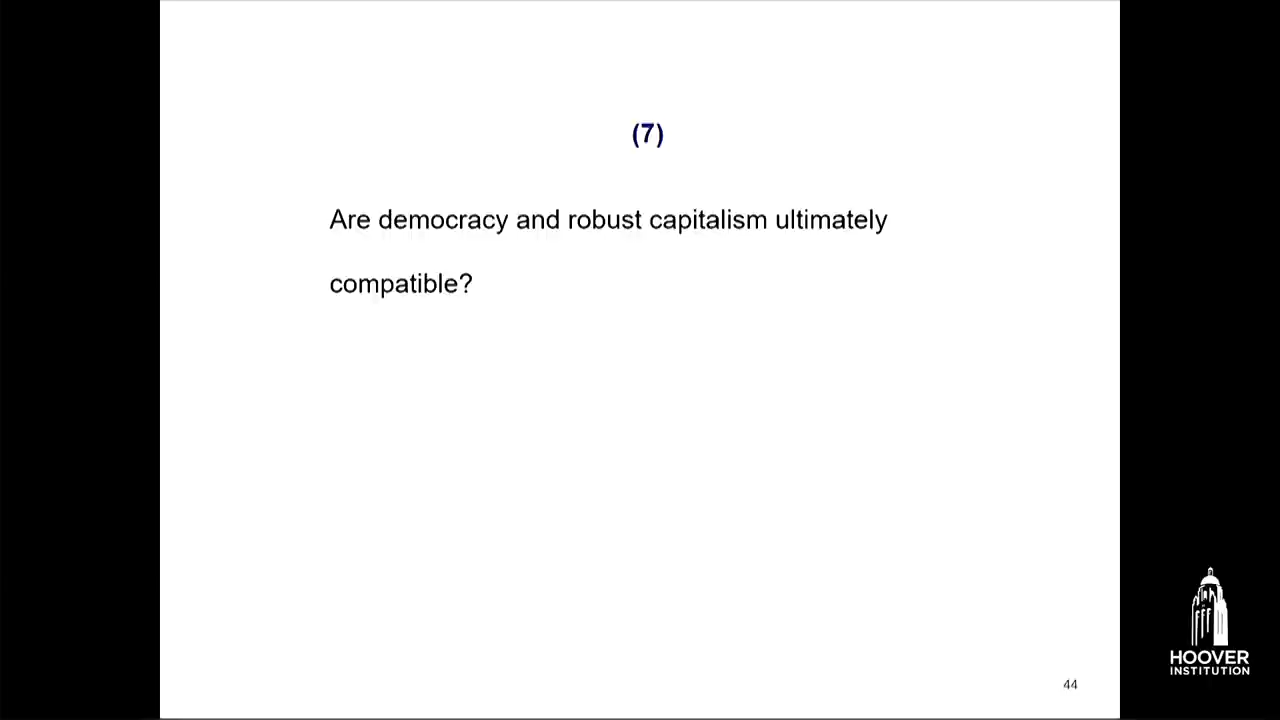 (7)
Are democracy and robust capitalism ultimately
compatible?
HOOVER
INSTITUTION
44